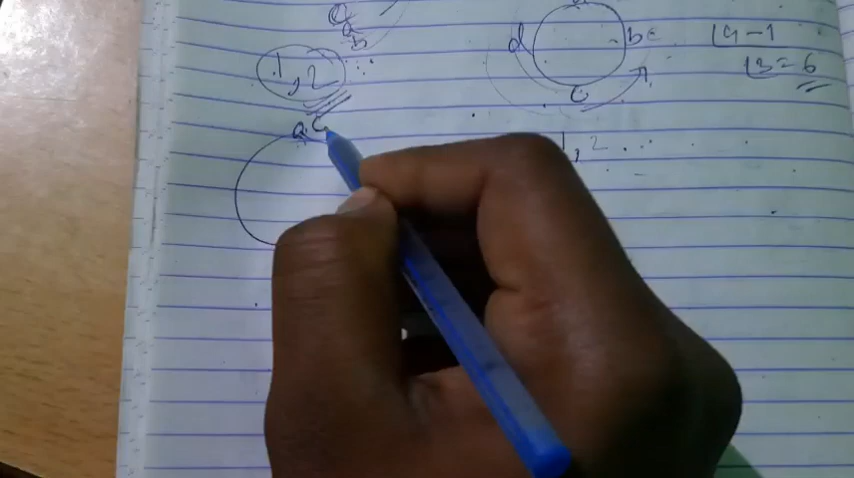 a
b
1, 2
d
b c
c
⌊4 - 1
⌊3 = 6
a c
1, 2 . . .